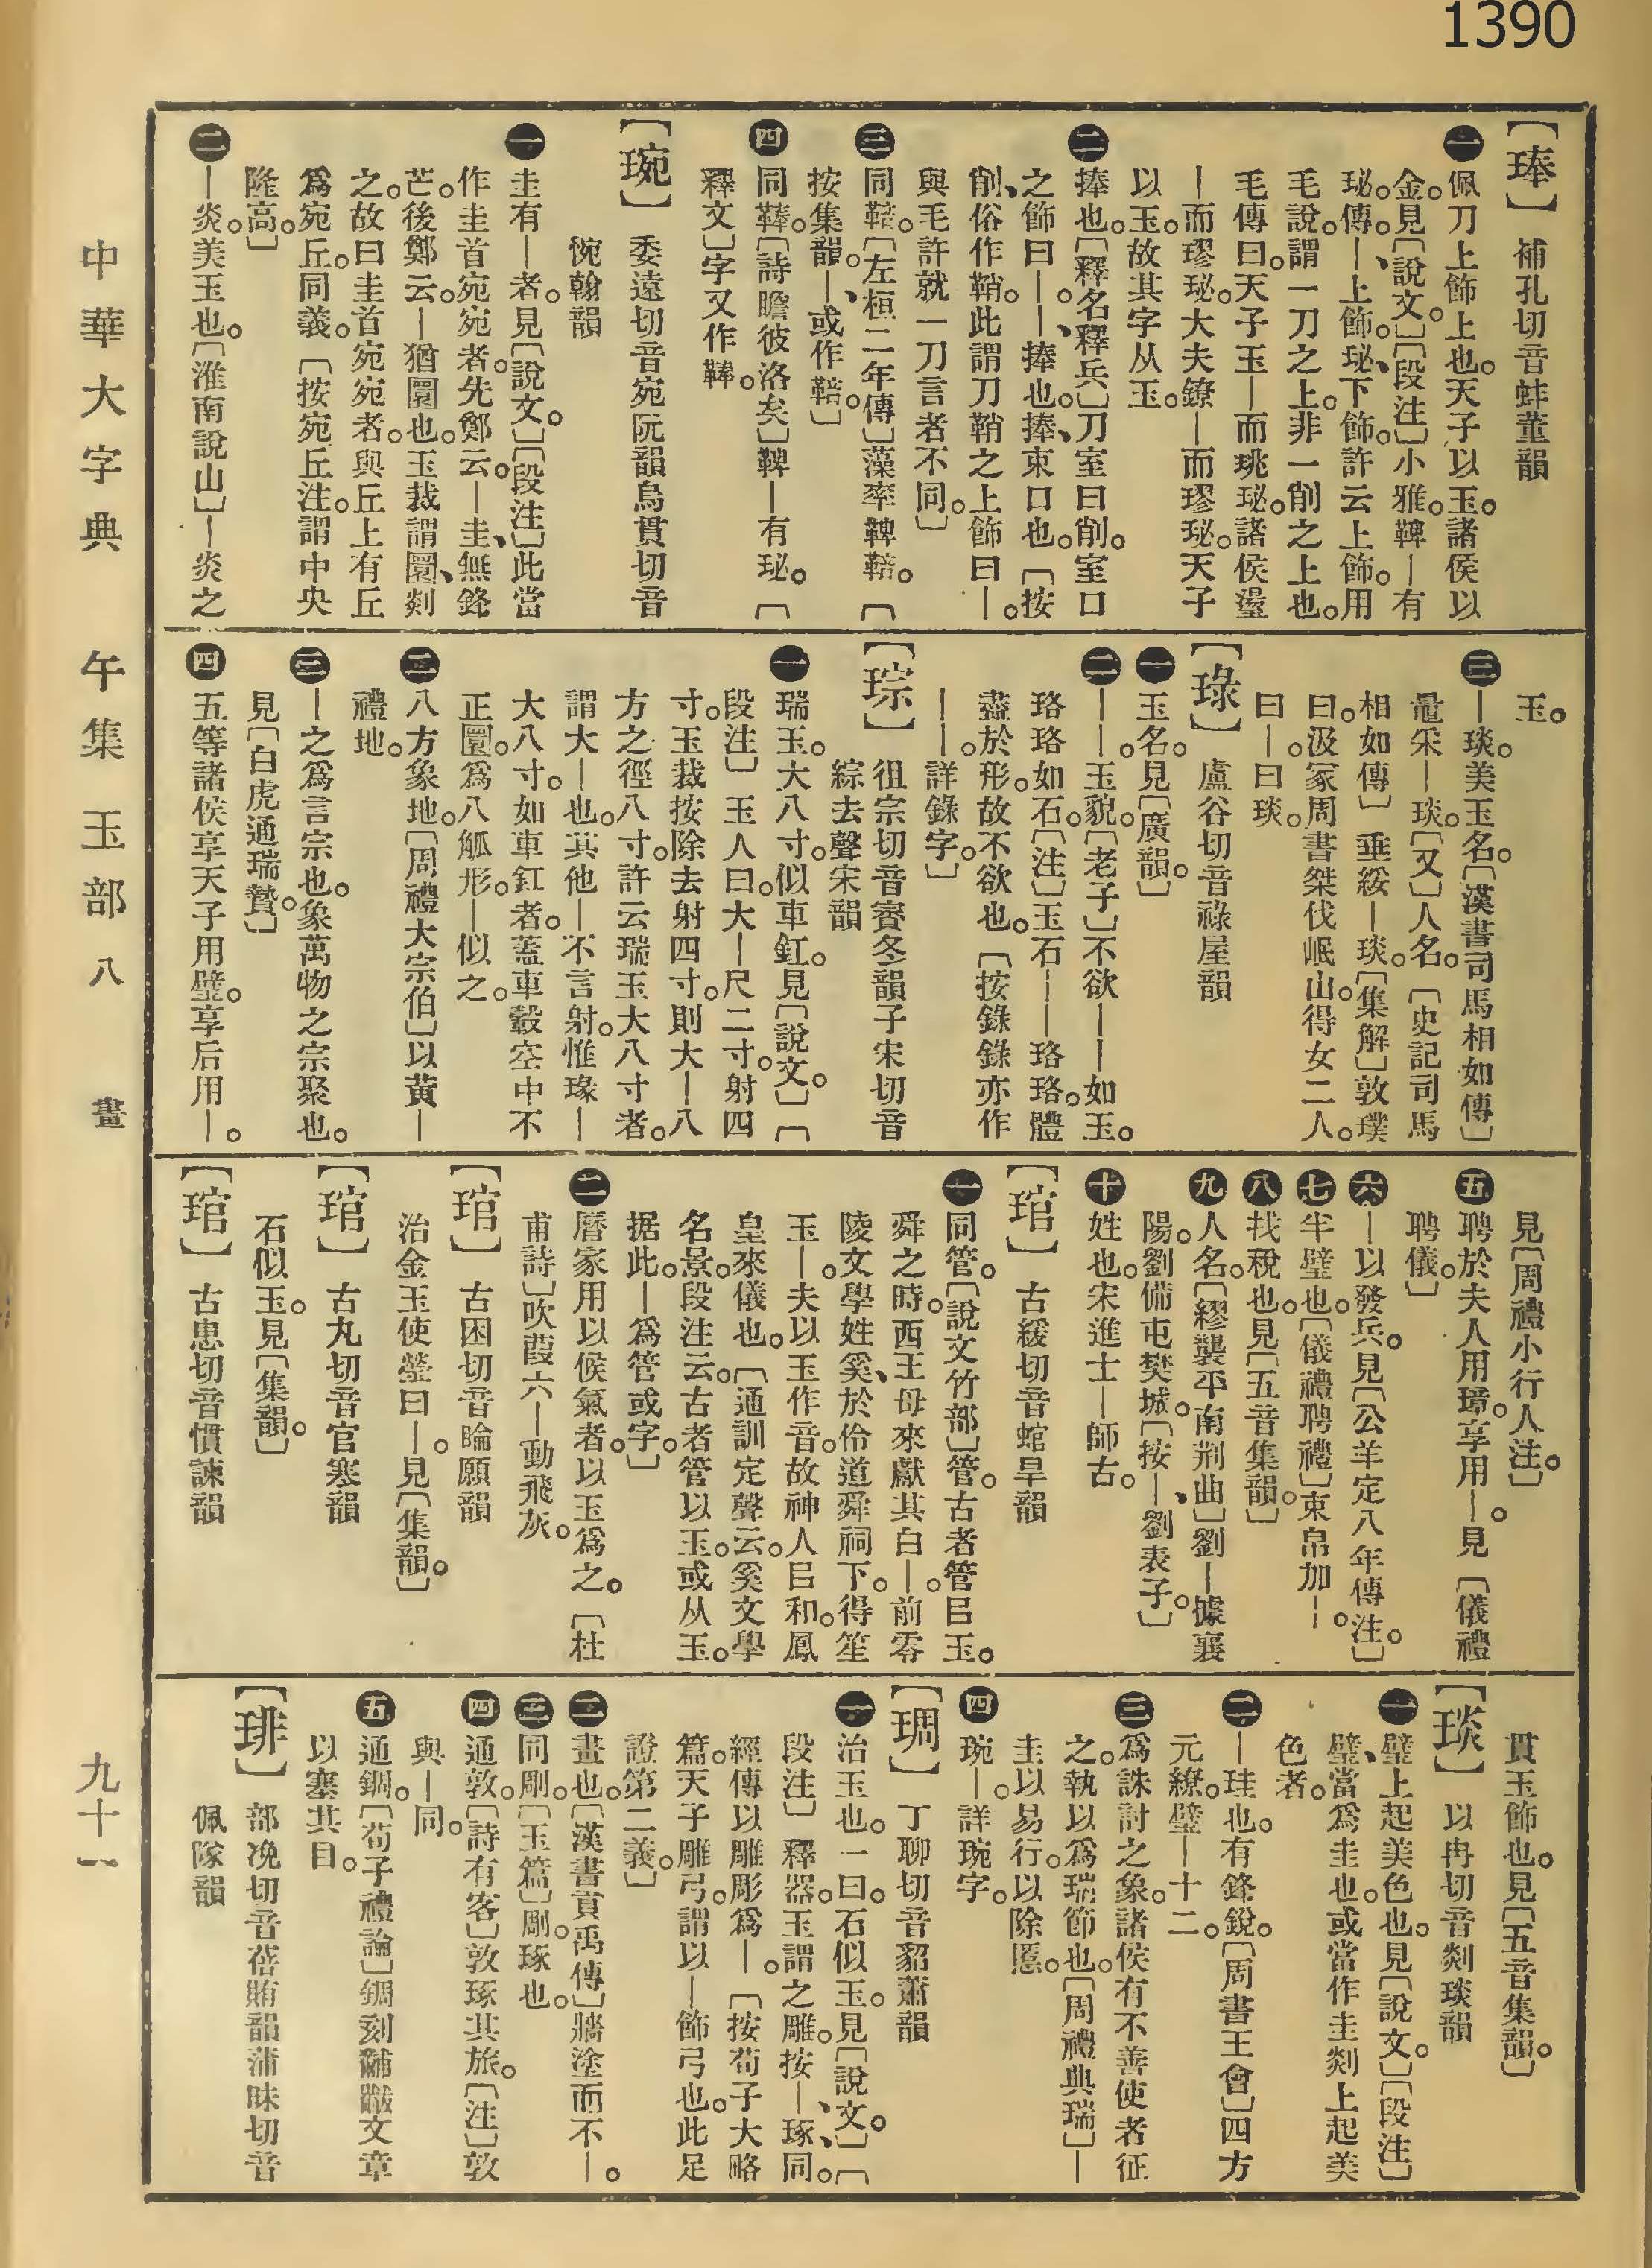 1390
【琫】　補孔切音蚌董韻
㊀佩刀上飾上也。天子以玉。諸侯以
金。見〔說文。〕〔段注〕小雅。鞞｜有
珌。傳。｜、上飾。珌、下飾。許云上飾。用
毛說。謂一刀之上。非一削之上也。
毛傳曰。天子玉｜而珧珌。諸侯璗
｜而璆珌。大夫鐐｜而璆珌。天子
以玉。故其字从玉。
㊁捧也。〔釋名釋兵〕刀室曰削。室口
之飾曰｜。｜、捧也。捧、束口也。〔按
削、俗作鞘。此謂刀鞘之上飾曰｜。
與毛許就一刀言者不同。〕
㊂同鞛。〔左桓二年傳〕藻率鞞鞛。〔
按集韻。｜、或作鞛。〕
㊃同鞛。〔詩瞻彼洛矣〕鞞｜有珌。〔
釋文〕字又作鞛。
【琬】　委遠切音宛阮韻烏貫切音
惋翰韻
㊀圭有｜者。見〔說文。〕〔段注〕此當
作圭首宛宛者。先鄭云。｜圭、無鋒
芒。後鄭云。｜猶圜也。玉裁謂圜、剡
之。故曰圭首宛宛者。與丘上有丘
爲宛丘。同義。〔按宛丘注。謂中央
隆高。〕
㊁｜炎。美玉也。〔淮南說山〕｜炎之
玉。
㊂｜琰。美玉名。〔漢書司馬相如傳〕
鼂采｜琰。〔又〕人名。〔史記司馬
相如傳〕垂綏｜琰。〔集解〕敦璞
曰。汲冢周書桀伐岷山。得女二人。
曰｜。曰琰。
【琭】　盧谷切音祿屋韻
㊀玉名。見〔廣韻。〕
㊁｜｜。玉貌。〔老子〕不欲｜｜如玉。
珞珞如石。〔注〕玉石｜｜珞珞。體
盡於形。故不欲也。〔按錄錄亦作
｜｜。詳錄字。〕
【琮】　徂宗切音賨冬韻子宋切音
綜去聲宋韻
㊀瑞玉。大八寸。似車釭。見〔說文。〕〔
段注〕玉人曰。大｜尺二寸。射四
寸。玉裁按。除去射四寸。則大｜八
方之徑八寸。許云瑞玉大八寸者。
謂大｜也。其他｜不言射。惟瑑｜
大八寸。如車釭者。蓋車轂空中不
正圜。爲八觚形。｜似之。
㊁八方象地。〔周禮大宗伯〕以黃｜
禮地。
㊂｜之爲言宗也。象萬物之宗聚也。
見〔白虎通瑞贄。〕
㊃五等諸侯享天子用璧。享后用｜。
見〔周禮小行人注。〕
㊄聘於夫人用璋。享用｜。見〔儀禮
聘儀。〕
㊅｜以發兵。見〔公羊定八年傳注。〕
㊆半璧也。〔儀禮聘禮〕束帛加｜。
㊇找稅也。見〔五音集韻。〕
㊈人名。〔繆襲平南荆曲〕劉｜據襄
陽。劉備屯樊城。〔按｜、劉表子。〕
㊉姓也。宋進士｜師古。
【琯】　古緩切音䗆旱韻
㊀同管。〔說文竹部〕管。古者管㠯玉。
舜之時。西王母來獻其白｜。前零
陵文學姓奚、於伶道舜祠下。得笙
玉｜。夫以玉作音。故神人㠯和。鳳
皇來儀也。〔通訓定聲云。奚文學
名景。段注云。古者管以玉。或从玉。
据此。｜爲管或字。〕
㊁曆家用以候氣者。以玉爲之。〔杜
甫詩〕吹葭六｜動飛灰。
【琯】　古困切音睔願韻
治金玉使瑩曰｜。見〔集韻。〕
【琯】　古丸切音官寒韻
石似玉。見〔集韻。〕
【琯】　古患切音慣諫韻
貫玉飾也。見〔五音集韻。〕
【琰】　以冉切音剡琰韻
㊀璧上起美色也。見〔說文。〕〔段注〕
璧、當爲圭也。或當作圭剡上起美
色者。
㊁｜珪也。有鋒銳。〔周書王會〕四方
元繚。璧｜十二。
㊂爲誅討之象。諸侯有不善使者征
之。執以爲瑞節也。〔周禮典瑞〕｜
圭以易行。以除慝。
㊃琬｜。詳琬字。
【琱】　丁聊切音貂蕭韻
㊀治玉也。一曰。石似玉。見〔說文。〕〔
段注〕釋器。玉謂之雕。按｜、琢、同。
經傳以雕彫爲｜。〔按荀子大略
篇。天子雕弓。謂以｜飾弓也。此足
證第二義。〕
㊁畫也。〔漢書貢禹傳〕牆塗而不｜。
㊂同剛。〔玉篇〕剛。琢也。
㊃通敦。〔詩有客〕敦琢其旅。〔注〕敦
與｜同。
㊄通錭。〔荀子禮論〕錭刻黼黻文章
以塞其目。
【琲】　部浼切音蓓賄韻蒲昧切音
佩隊韻
中華大字典　午集　玉部　八　畫
九十一